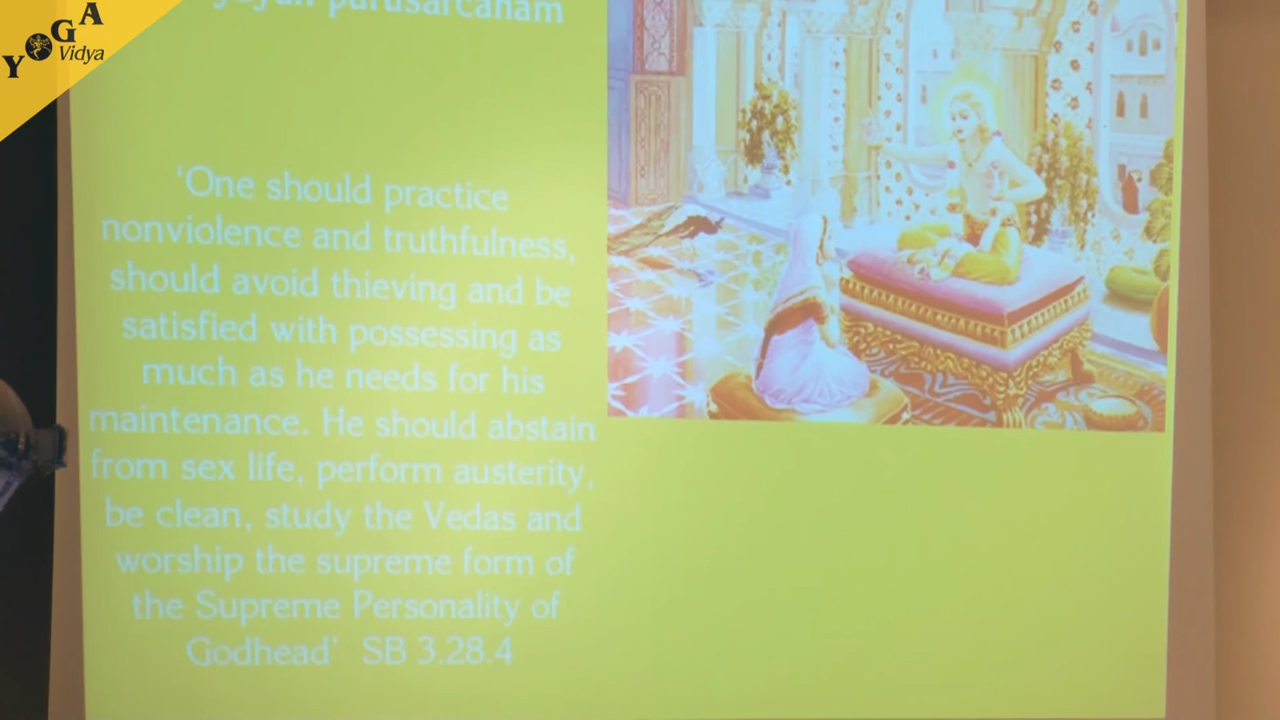 YOGA
Vidya
puruṣārcanam
'One should practice
nonviolence and truthfulness,
should avoid thieving and be
satisfied with possessing as
much as he needs for his
maintenance. He should abstain
from sex life, perform austerity,
be clean, study the Vedas and
worship the supreme form of
the Supreme Personality of
Godhead' SB 3.28.4